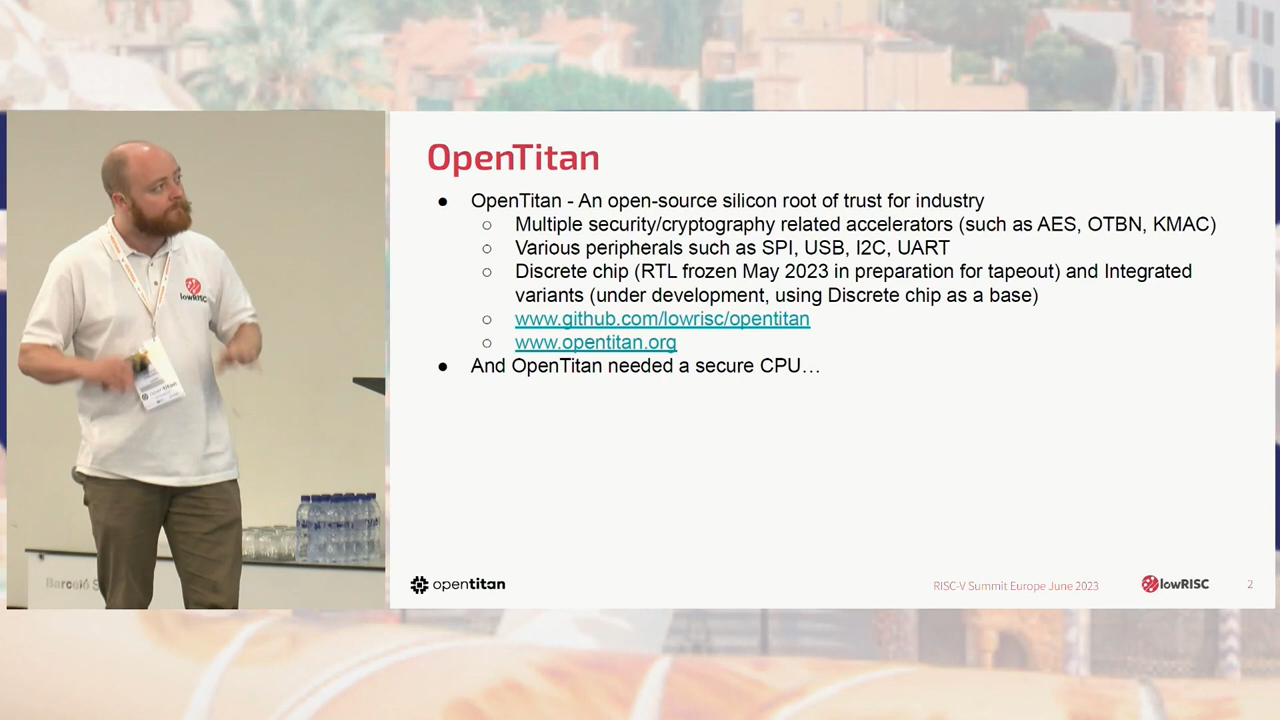 OpenTitan
● OpenTitan - An open-source silicon root of trust for industry
○ Multiple security/cryptography related accelerators (such as AES, OTBN, KMAC)
○ Various peripherals such as SPI, USB, I2C, UART
○ Discrete chip (RTL frozen May 2023 in preparation for tapeout) and Integrated
variants (under development, using Discrete chip as a base)
○ www.github.com/lowrisc/opentitan
○ www.opentitan.org
● And OpenTitan needed a secure CPU…
opentitan
RISC-V Summit Europe June 2023
lowRISC
2
lowRISC
opentitan
Barceló S